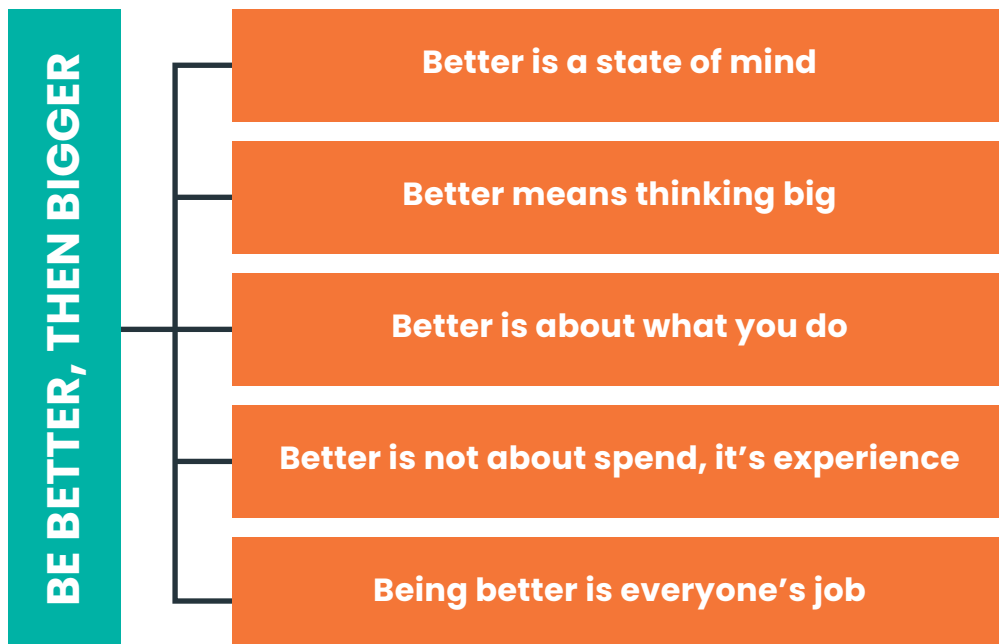 BE BETTER, THEN BIGGER
Better is a state of mind
Better means thinking big
Better is about what you do
Better is not about spend, it’s experience
Being better is everyone’s job